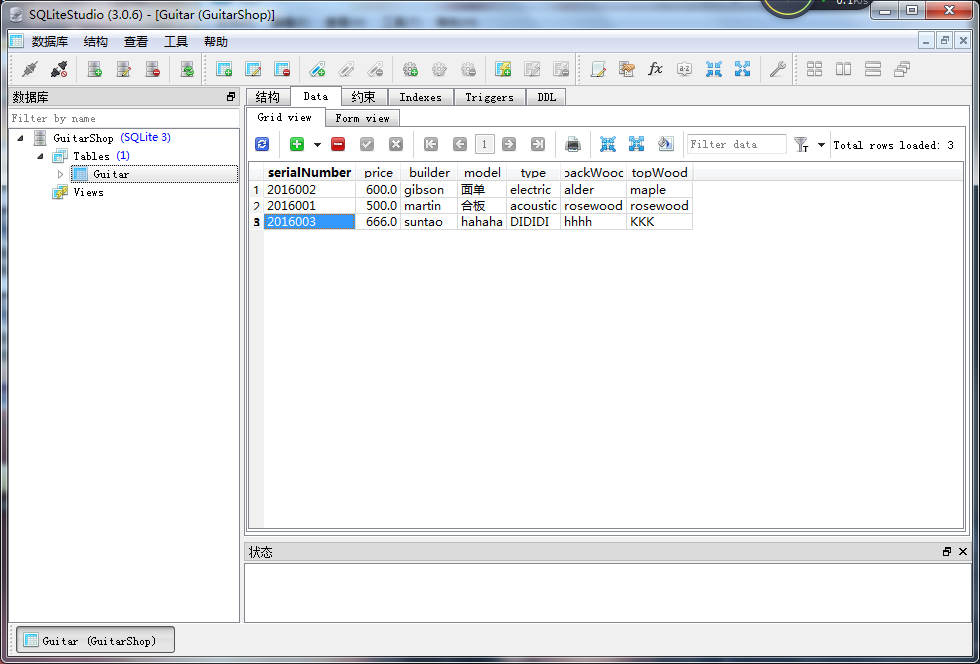 SQLiteStudio (3.0.6) - [Guitar (GuitarShop)]
数据库 结构 查看 工具 帮助
数据库
Filter by name
GuitarShop (SQLite 3)
Tables (1)
Guitar
Views
结构 Data 约束 Indexes Triggers DDL
Grid view Form view
1 Filter data Total rows loaded: 3
serialNumber price builder model type backWood topWood
1 2016002 600.0 gibson 面单 electric alder maple
2 2016001 500.0 martin 合板 acoustic rosewood rosewood
3 2016003 666.0 suntao hahaha DIDIDI hhhh KKK
状态
Guitar (GuitarShop)